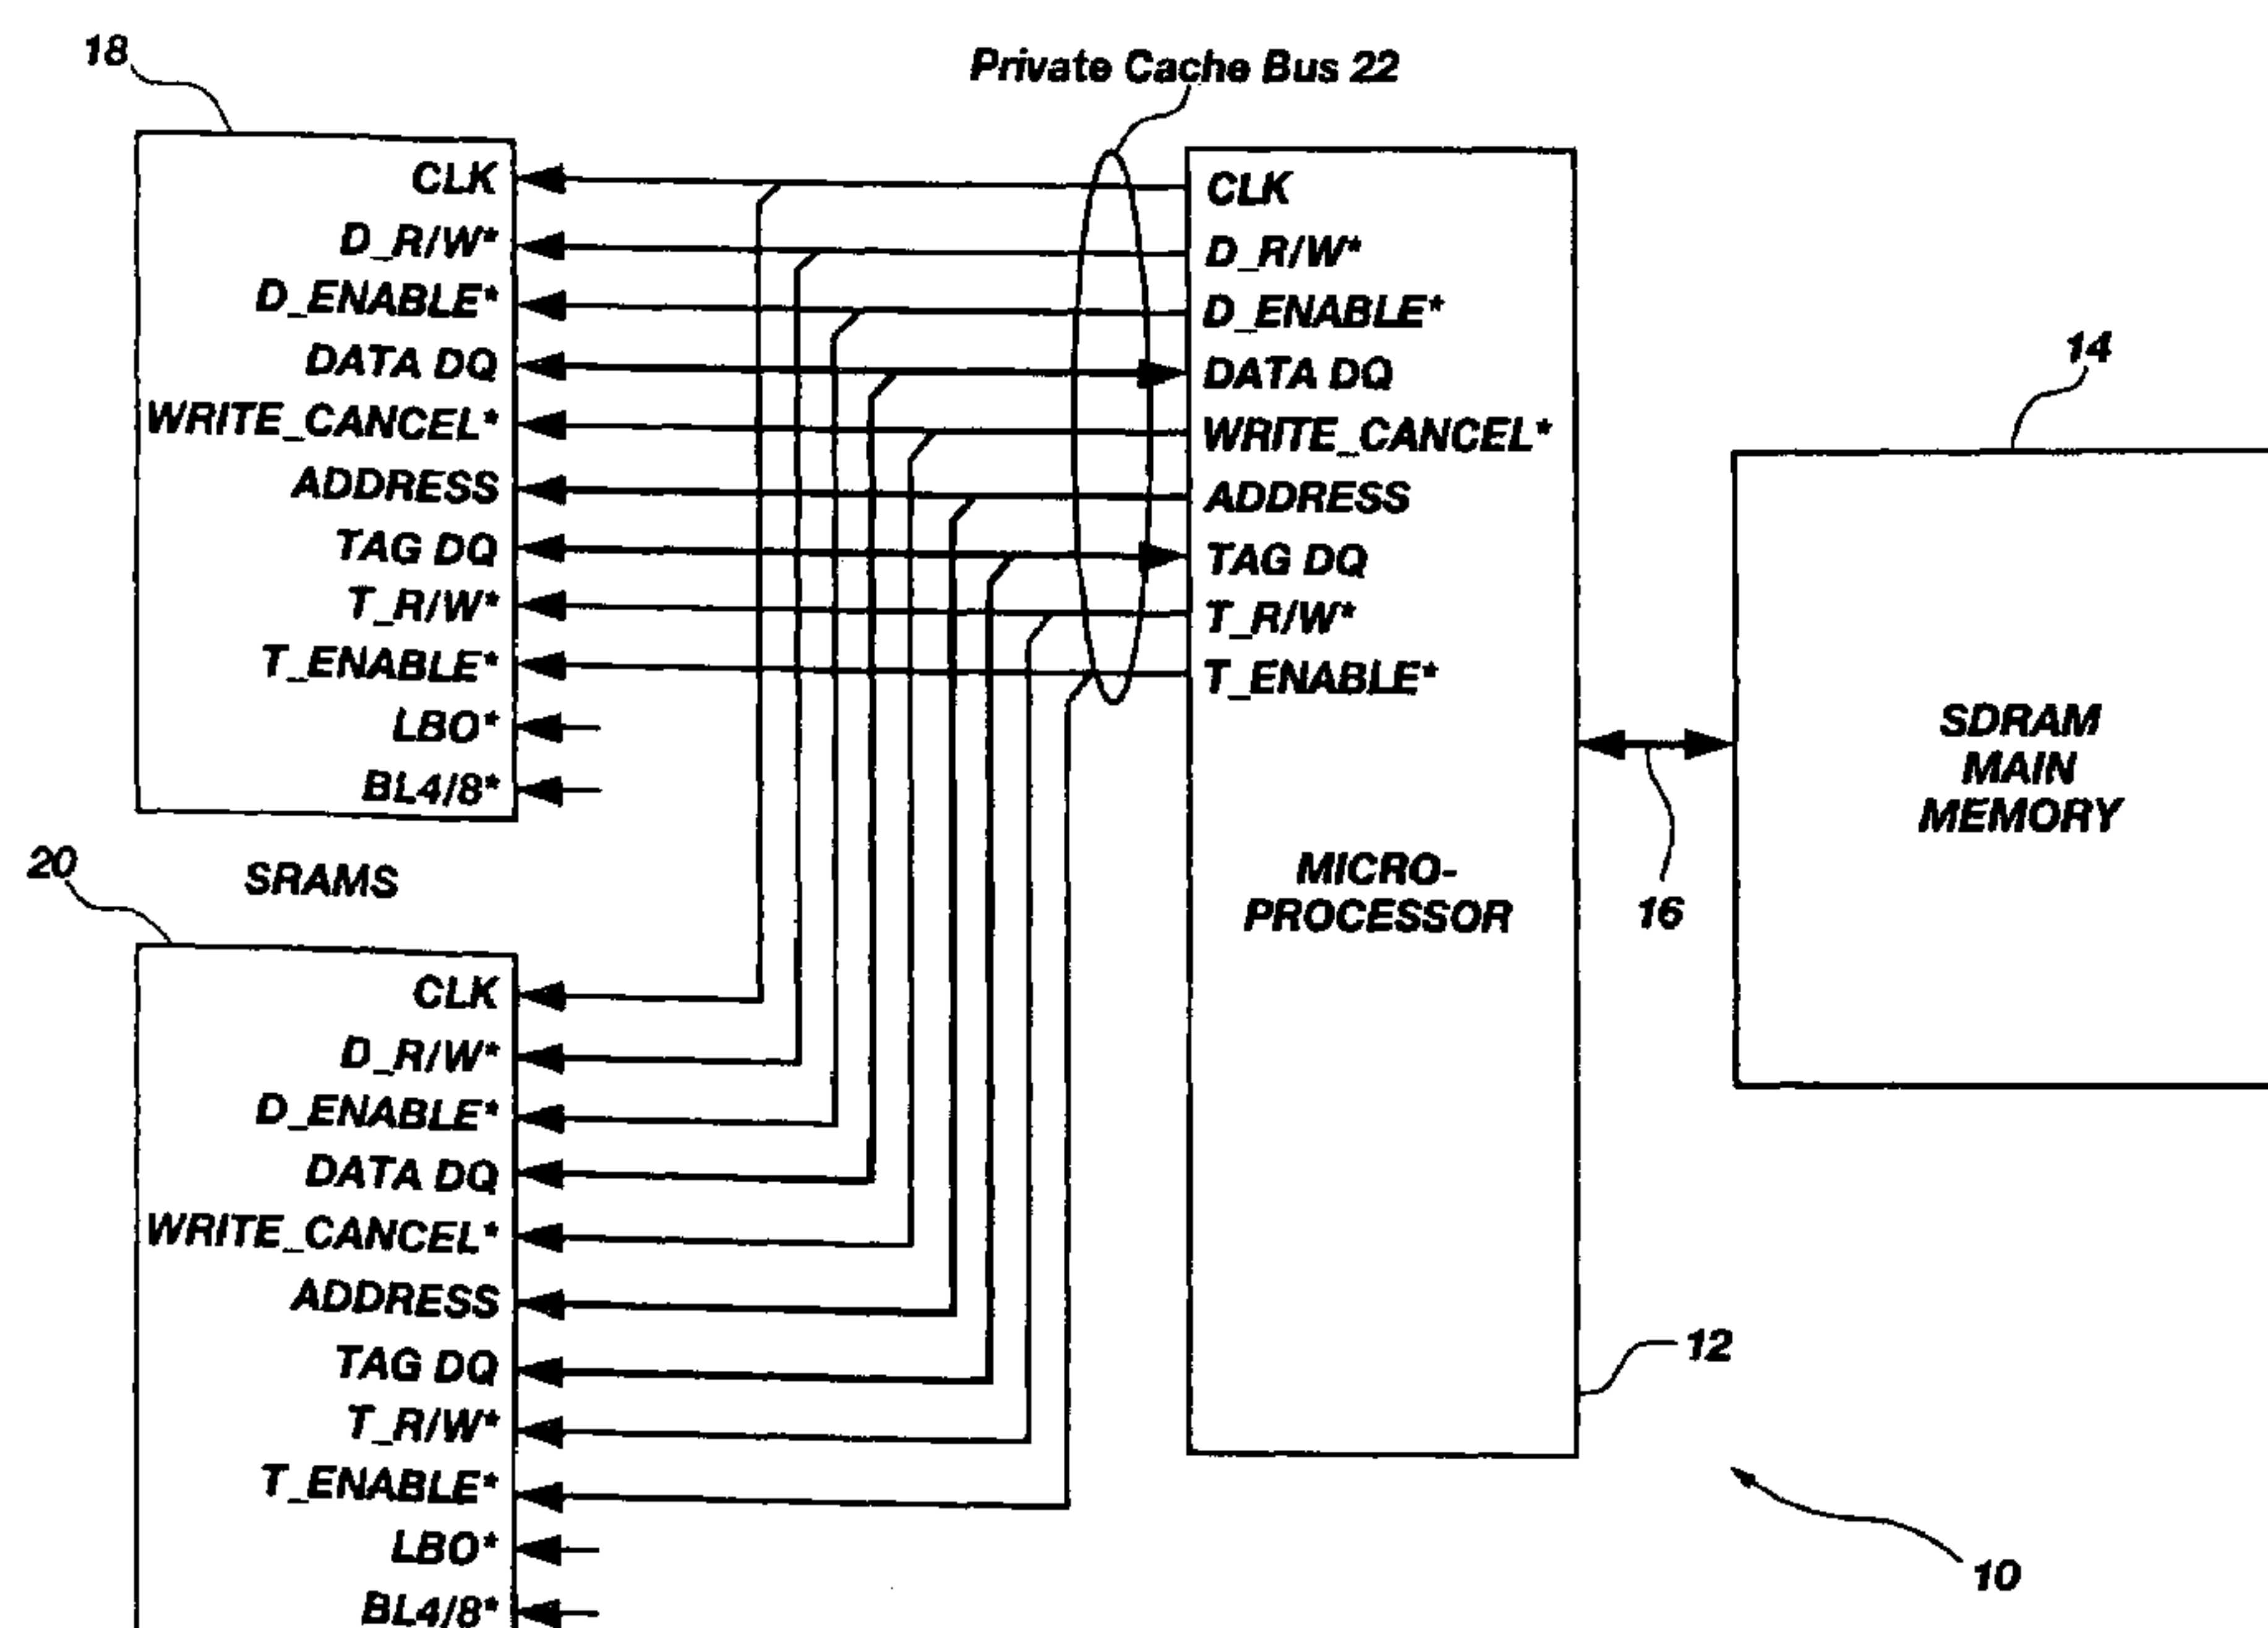 18
Private Cache Bus 22
CLK
D_R/W*
D_ENABLE*
DATA DQ
WRITE_CANCEL*
ADDRESS
TAG DQ
T_R/W*
T_ENABLE*
LBO*
BL4/8*
CLK
D_R/W*
D_ENABLE*
DATA DQ
WRITE_CANCEL*
ADDRESS
TAG DQ
T_R/W*
T_ENABLE*
MICRO-
PROCESSOR
14
SDRAM
MAIN
MEMORY
16
20
SRAMS
CLK
D_R/W*
D_ENABLE*
DATA DQ
WRITE_CANCEL*
ADDRESS
TAG DQ
T_R/W*
T_ENABLE*
LBO*
BL4/8*
12
10